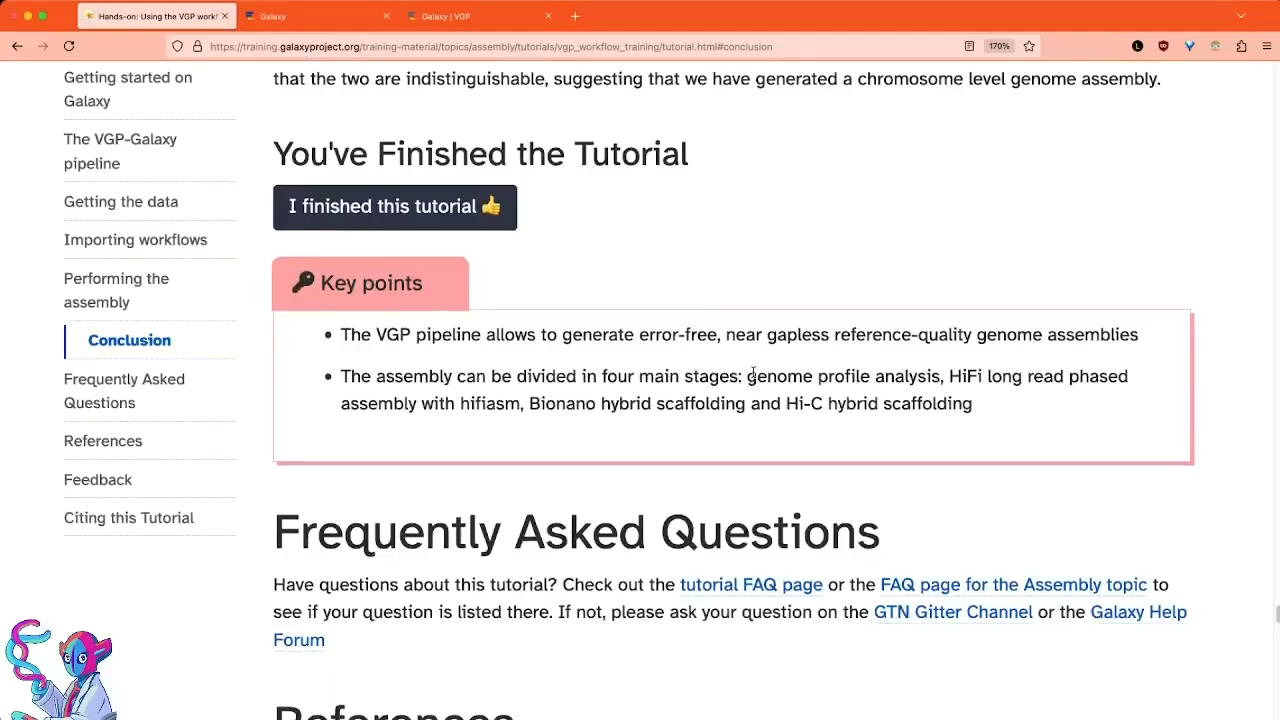 Hands-on: Using the VGP workf
Galaxy
Galaxy | VGP
https://training.galaxyproject.org/training-material/topics/assembly/tutorials/vgp_workflow_training/tutorial.html#conclusion
170%
Getting started on
Galaxy
The VGP-Galaxy
pipeline
Getting the data
Importing workflows
Performing the
assembly
Conclusion
Frequently Asked
Questions
References
Feedback
Citing this Tutorial
that the two are indistinguishable, suggesting that we have generated a chromosome level genome assembly.
You've Finished the Tutorial
I finished this tutorial 👍
Key points
• The VGP pipeline allows to generate error-free, near gapless reference-quality genome assemblies
• The assembly can be divided in four main stages: genome profile analysis, HiFi long read phased
assembly with hifiasm, Bionano hybrid scaffolding and Hi-C hybrid scaffolding
Frequently Asked Questions
Have questions about this tutorial? Check out the tutorial FAQ page or the FAQ page for the Assembly topic to
see if your question is listed there. If not, please ask your question on the GTN Gitter Channel or the Galaxy Help
Forum
References